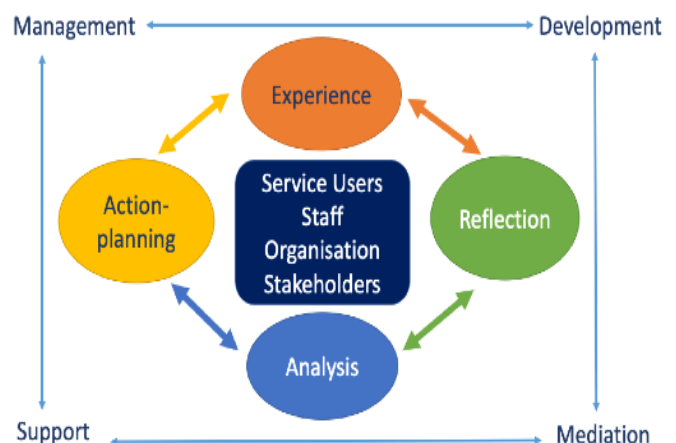 Management
Development
Experience
Action-
planning
Service Users
Staff
Organisation
Stakeholders
Reflection
Analysis
Support
Mediation